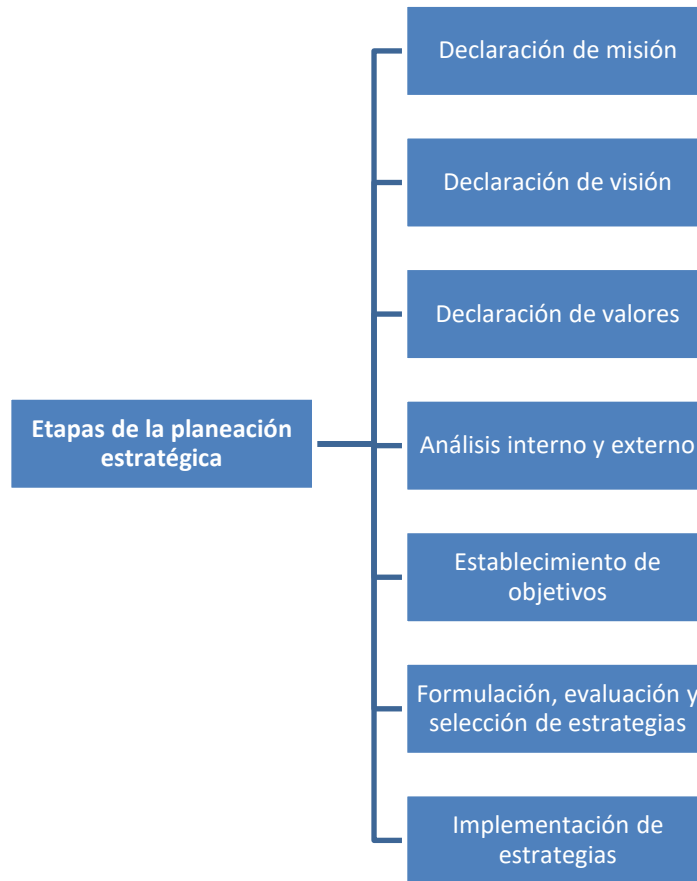 Declaración de misión
Declaración de visión
Declaración de valores
Etapas de la planeación
estratégica
Análisis interno y externo
Establecimiento de
objetivos
Formulación, evaluación y
selección de estrategias
Implementación de
estrategias